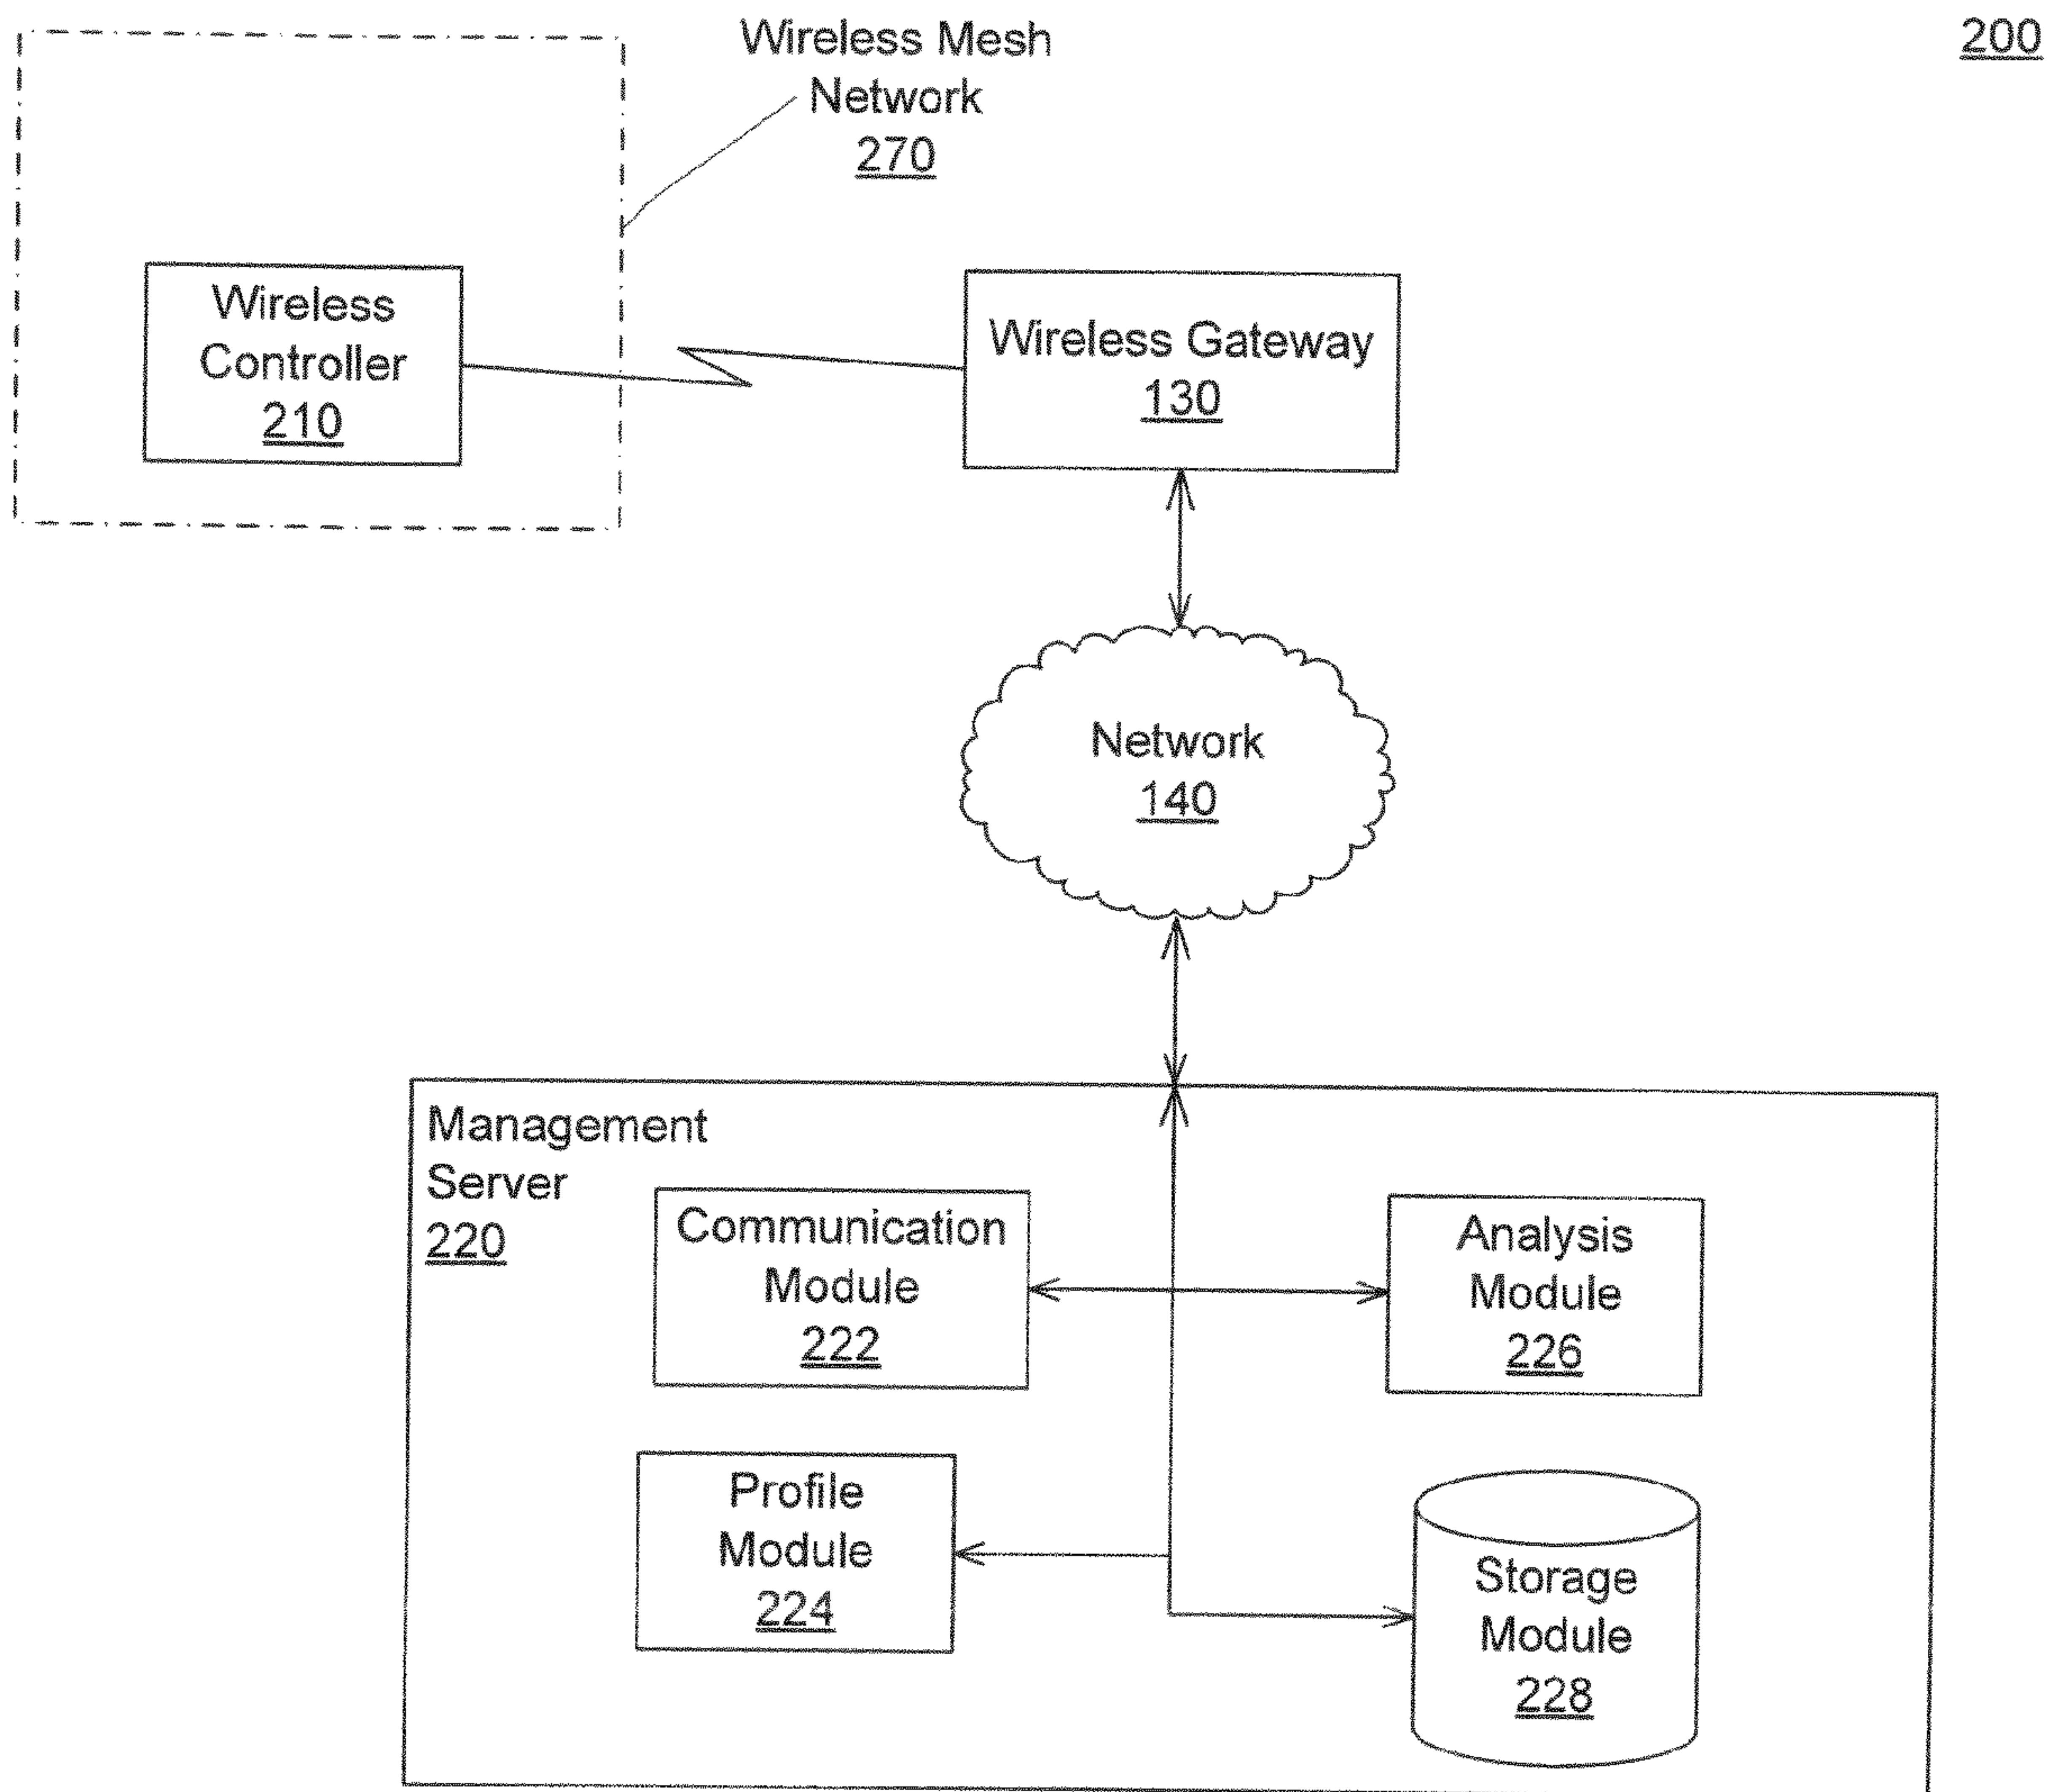 200
Wireless Mesh
Network
270
Wireless
Controller
210
Wireless Gateway
130
Network
140
Management
Server
220
Communication
Module
222
Analysis
Module
226
Profile
Module
224
Storage
Module
228